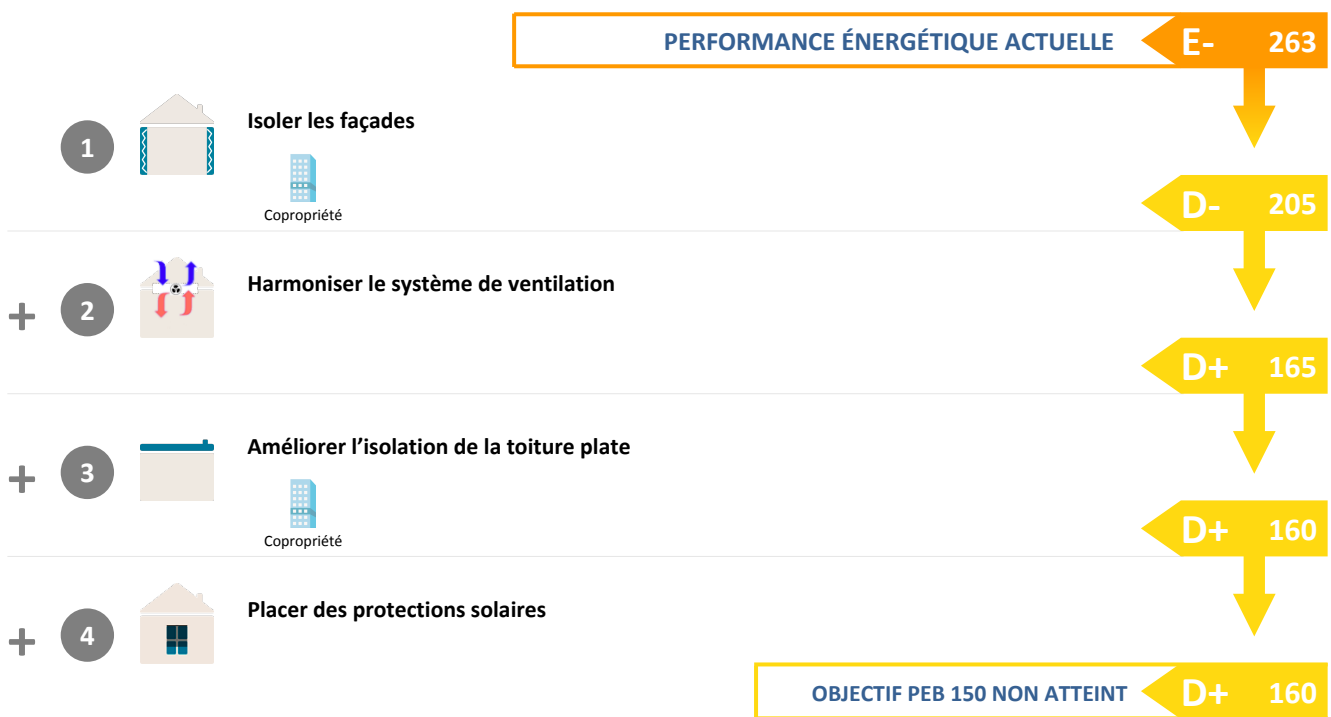 PERFORMANCE ÉNERGÉTIQUE ACTUELLE E- 263
1 Isoler les façades
Copropriété
D- 205
+ 2 Harmoniser le système de ventilation
D+ 165
+ 3 Améliorer l’isolation de la toiture plate
Copropriété
D+ 160
+ 4 Placer des protections solaires
OBJECTIF PEB 150 NON ATTEINT D+ 160